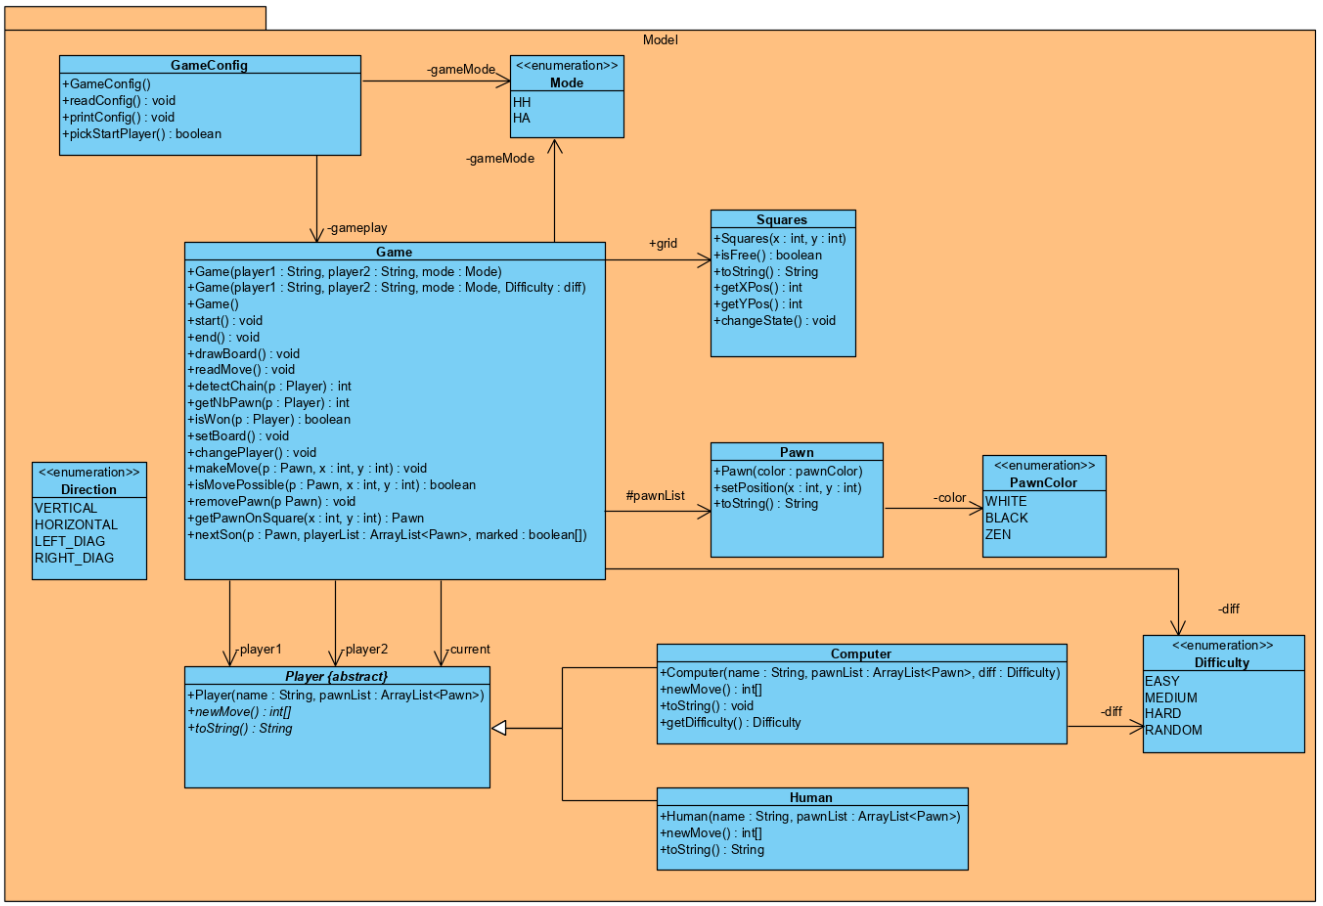 Model
GameConfig
+GameConfig()
+readConfig() : void
+printConfig() : void
+pickStartPlayer() : boolean
-gameMode
<<enumeration>>
Mode
HH
HA
-gameMode
-gameplay
Game
+Game(player1 : String, player2 : String, mode : Mode)
+Game(player1 : String, player2 : String, mode : Mode, Difficulty : diff)
+Game()
+start() : void
+end() : void
+drawBoard() : void
+readMove() : void
+detectChain(p : Player) : int
+getNbPawn(p : Player) : int
+isWon(p : Player) : boolean
+setBoard() : void
+changePlayer() : void
+makeMove(p : Pawn, x : int, y : int) : void
+isMovePossible(p : Pawn, x : int, y : int) : boolean
+removePawn(p Pawn) : void
+getPawnOnSquare(x : int, y : int) : Pawn
+nextSon(p : Pawn, playerList : ArrayList<Pawn>, marked : boolean[])
+grid
Squares
+Squares(x : int, y : int)
+isFree() : boolean
+toString() : String
+getXPos() : int
+getYPos() : int
+changeState() : void
<<enumeration>>
Direction
VERTICAL
HORIZONTAL
LEFT_DIAG
RIGHT_DIAG
#pawnList
Pawn
+Pawn(color : pawnColor)
+setPosition(x : int, y : int)
+toString() : String
-color
<<enumeration>>
PawnColor
WHITE
BLACK
ZEN
-diff
-player1
-player2
-current
Player {abstract}
+Player(name : String, pawnList : ArrayList<Pawn>)
+newMove() : int[]
+toString() : String
Computer
+Computer(name : String, pawnList : ArrayList<Pawn>, diff : Difficulty)
+newMove() : int[]
+toString() : void
+getDifficulty() : Difficulty
-diff
<<enumeration>>
Difficulty
EASY
MEDIUM
HARD
RANDOM
Human
+Human(name : String, pawnList : ArrayList<Pawn>)
+newMove() : int[]
+toString() : String